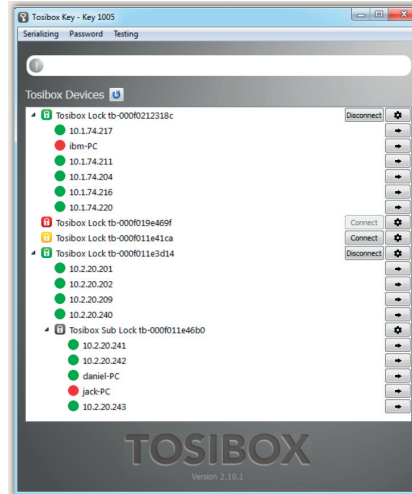 Tosibox Key - Key 1005
Serializing Password Testing
Tosibox Devices
Tosibox Lock tb-000f0212318c Disconnect
10.1.74.217
ibm-PC
10.1.74.211
10.1.74.204
10.1.74.216
10.1.74.220
Tosibox Lock tb-000f019e469f Connect
Tosibox Lock tb-000f011e41ca Connect
Tosibox Lock tb-000f011e3d14 Disconnect
10.2.20.201
10.2.20.202
10.2.20.209
10.2.20.240
Tosibox Sub Lock tb-000f011e46b0
10.2.20.241
10.2.20.242
daniel-PC
jack-PC
10.2.20.243
TOSIBOX
Version 2.10.1